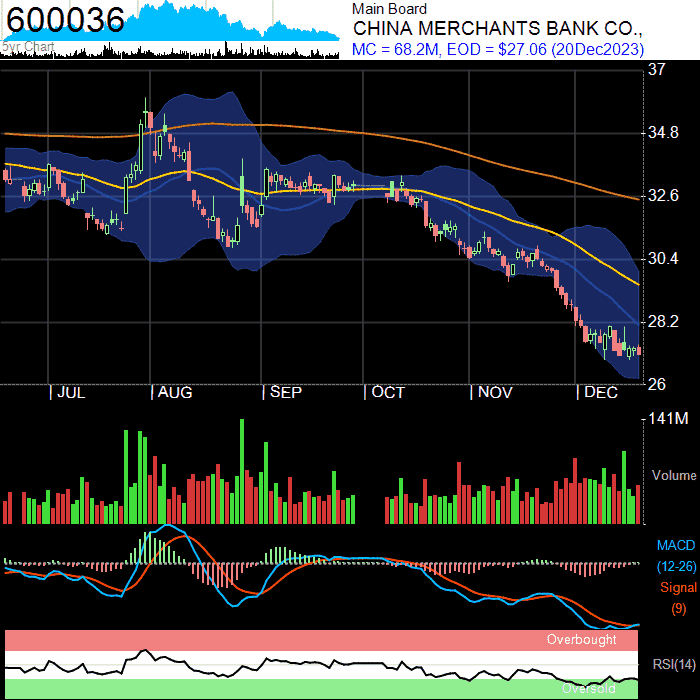 600036
5yr Chart
Main Board
CHINA MERCHANTS BANK CO.,
MC = 68.2M, EOD = $27.06 (20Dec2023)
37
34.8
32.6
30.4
28.2
26
JUL
AUG
SEP
OCT
NOV
DEC
141M
Volume
MACD
(12-26)
Signal
(9)
Overbought
RSI(14)
Oversold